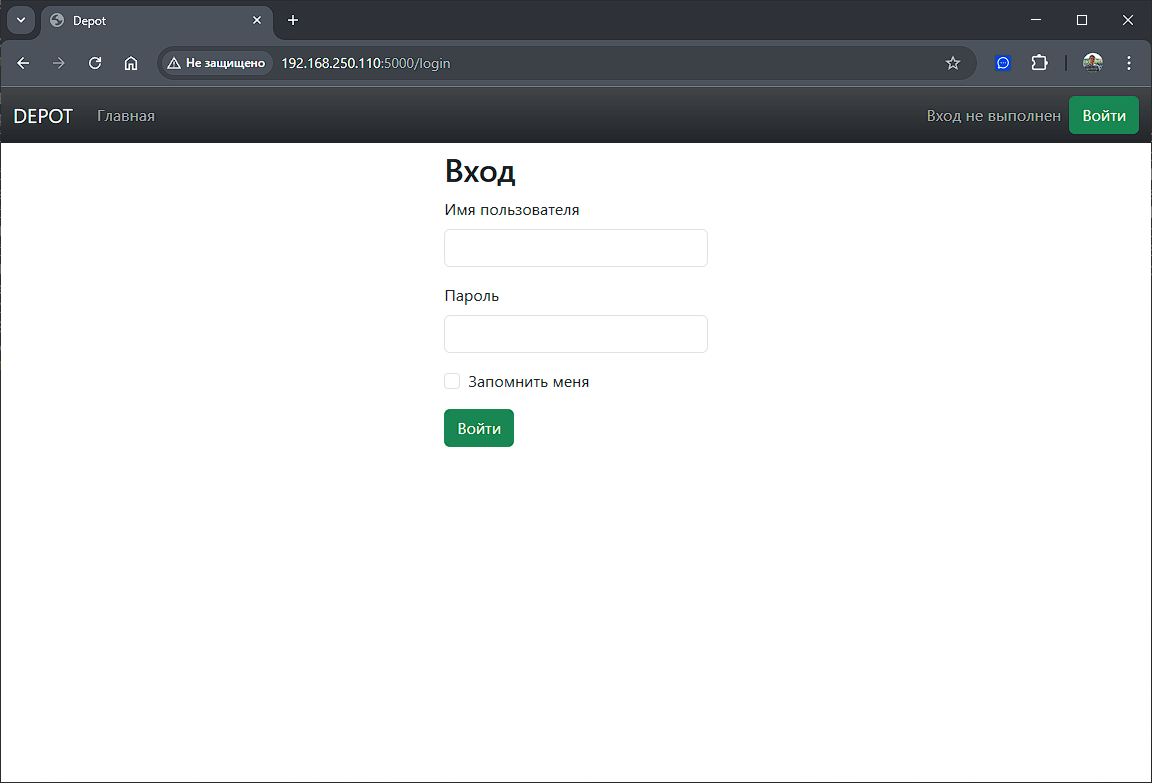 Depot
Не защищено 192.168.250.110:5000/login
DEPOT Главная Вход не выполнен Войти
Вход
Имя пользователя
Пароль
Запомнить меня
Войти